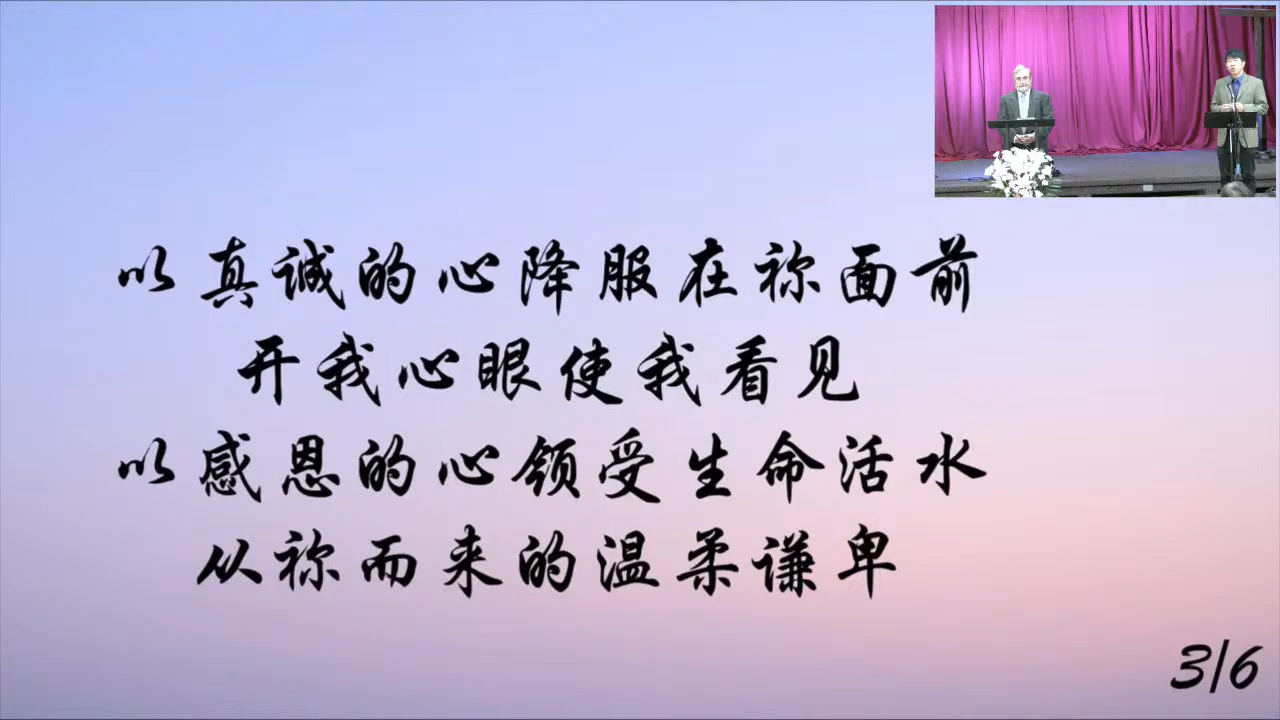 以真诚的心降服在祢面前
开我心眼使我看见
以感恩的心领受生命活水
从祢而来的温柔谦卑
3/6